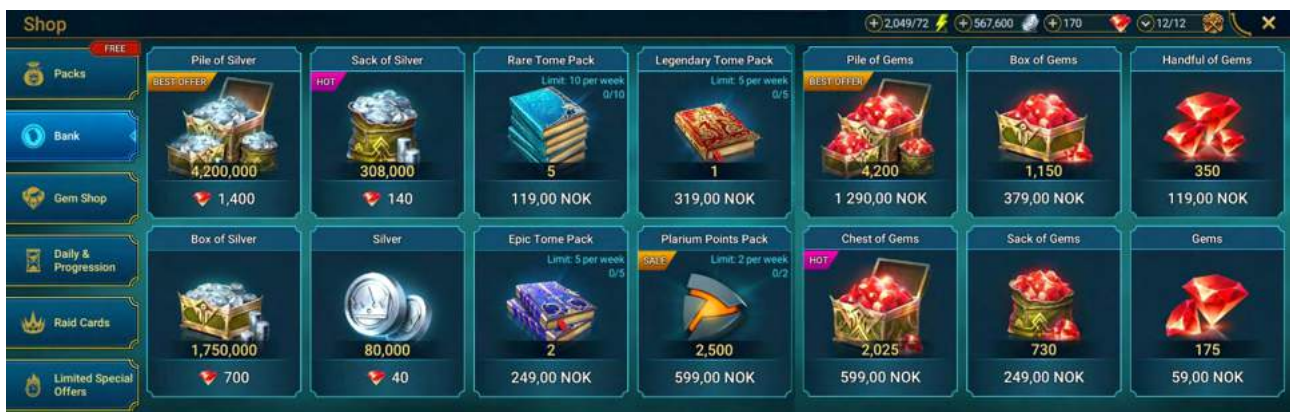 Shop
2,049/72
567,600
170
12/12
FREE
Packs
Bank
Gem Shop
Daily &
Progression
Raid Cards
Limited Special
Offers
Pile of Silver
BEST OFFER
4,200,000
1,400
Sack of Silver
HOT
308,000
140
Rare Tome Pack
Limit: 10 per week
0/10
5
119,00 NOK
Legendary Tome Pack
Limit: 5 per week
0/5
1
319,00 NOK
Pile of Gems
BEST OFFER
4,200
1 290,00 NOK
Box of Gems
1,150
379,00 NOK
Handful of Gems
350
119,00 NOK
Box of Silver
1,750,000
700
Silver
80,000
40
Epic Tome Pack
Limit: 5 per week
0/5
2
249,00 NOK
Plarium Points Pack
SALE
Limit: 2 per week
0/2
2,500
599,00 NOK
Chest of Gems
HOT
2,025
599,00 NOK
Sack of Gems
730
249,00 NOK
Gems
175
59,00 NOK